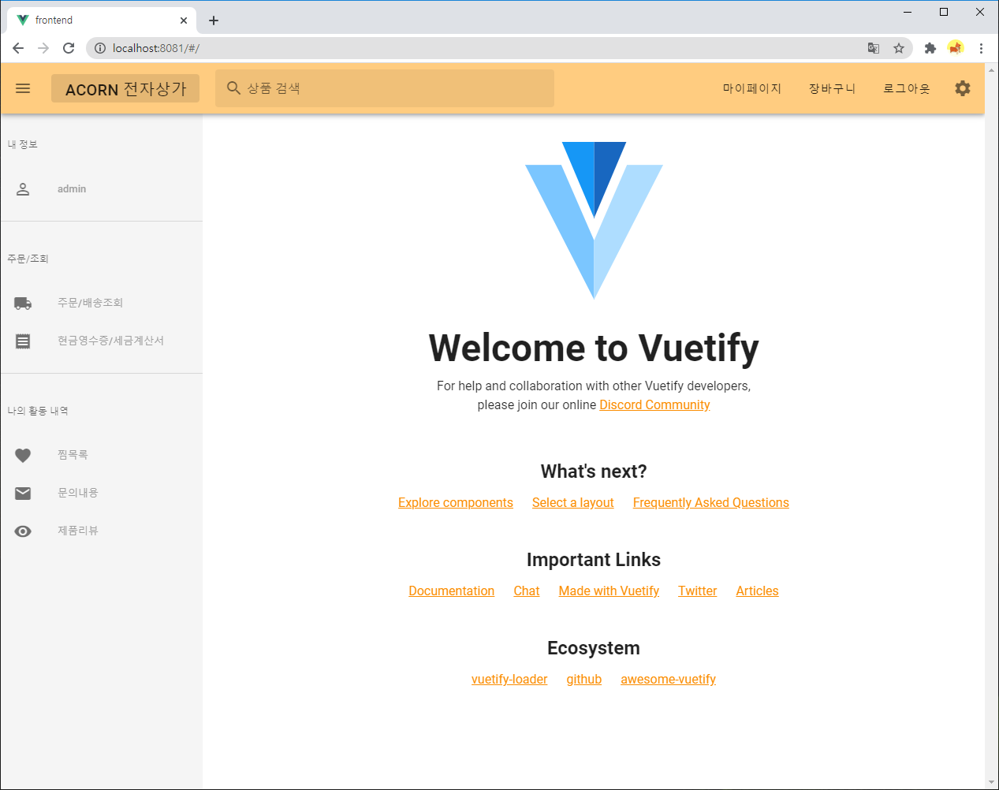 frontend
localhost:8081/#/
ACORN 전자상가
상품 검색
마이페이지 장바구니 로그아웃
내 정보
admin
주문/조회
주문/배송조회
현금영수증/세금계산서
나의 활동 내역
찜목록
문의내용
제품리뷰
Welcome to Vuetify
For help and collaboration with other Vuetify developers,
please join our online Discord Community
What's next?
Explore components Select a layout Frequently Asked Questions
Important Links
Documentation Chat Made with Vuetify Twitter Articles
Ecosystem
vuetify-loader github awesome-vuetify